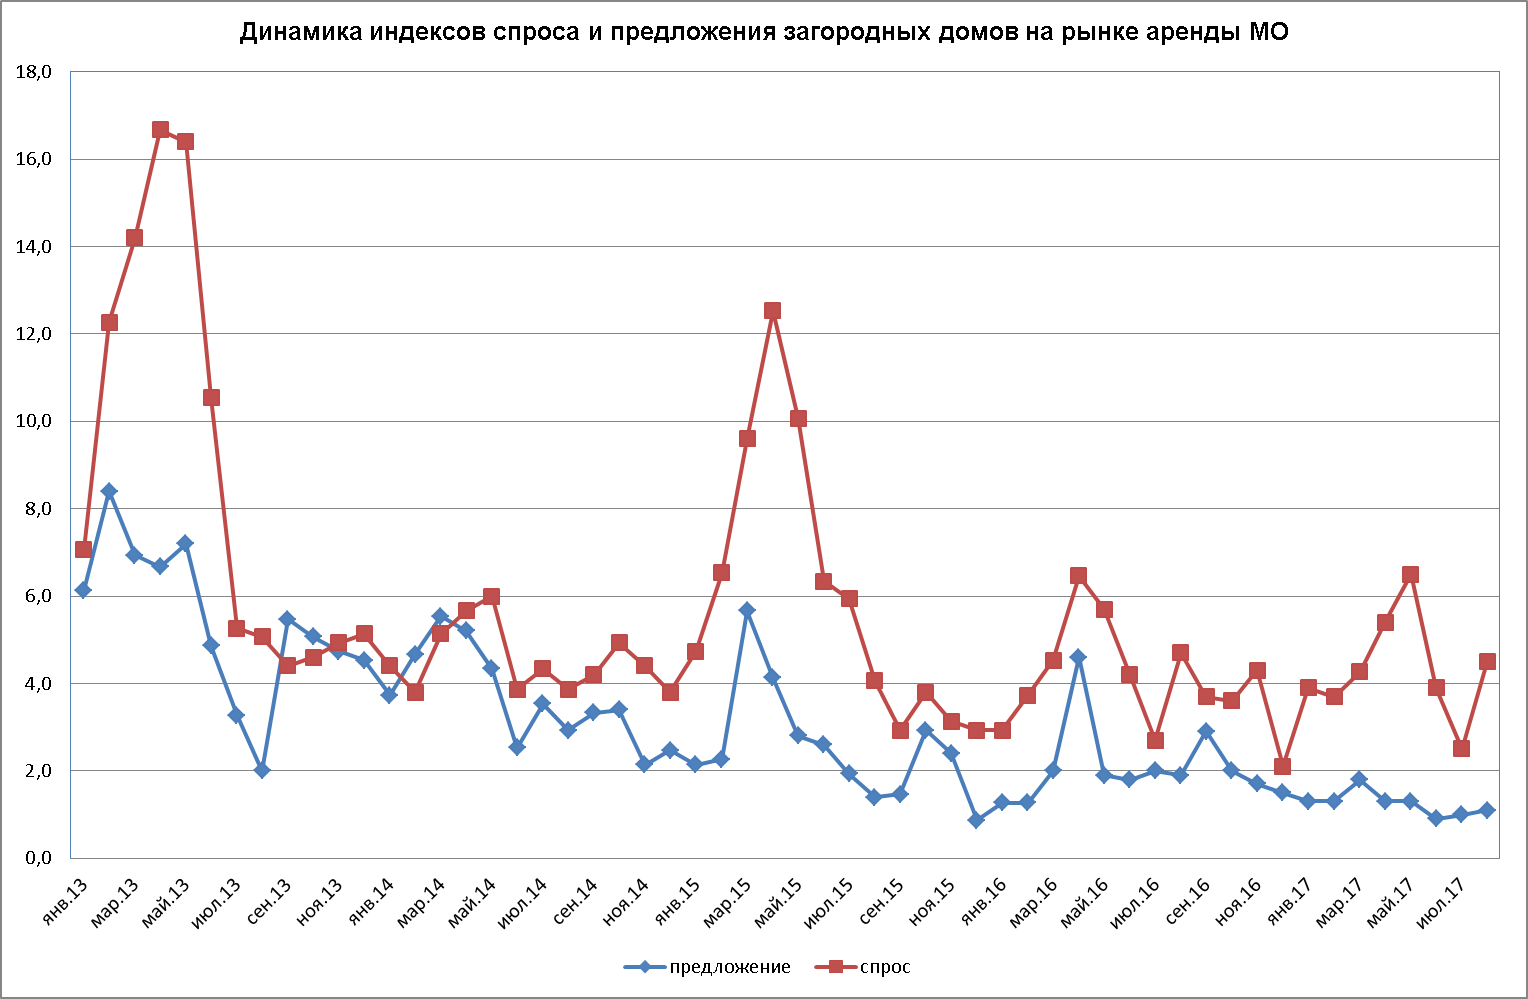 Динамика индексов спроса и предложения загородных домов на рынке аренды МО
18,0
16,0
14,0
12,0
10,0
8,0
6,0
4,0
2,0
0,0
янв.13
мар.13
май.13
июл.13
сен.13
ноя.13
янв.14
мар.14
май.14
июл.14
сен.14
ноя.14
янв.15
мар.15
май.15
июл.15
сен.15
ноя.15
янв.16
мар.16
май.16
июл.16
сен.16
ноя.16
янв.17
мар.17
май.17
июл.17
предложение
спрос